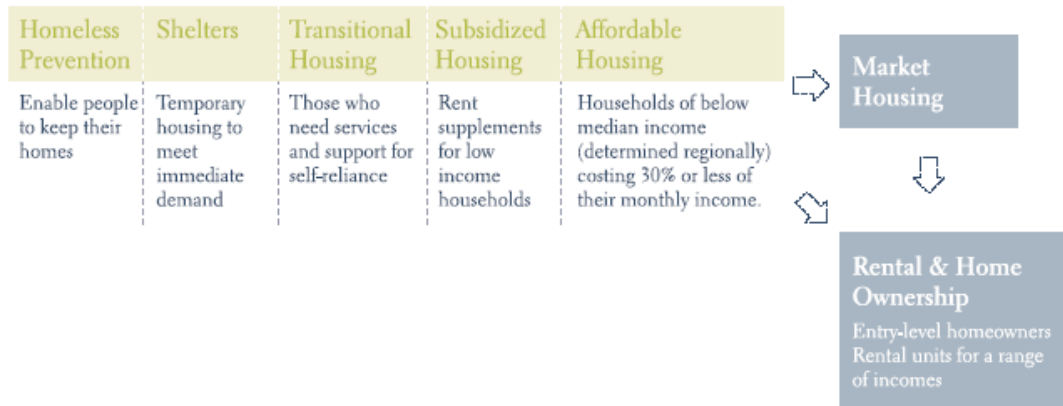 Homeless
Prevention
Enable people
to keep their
homes
Shelters
Temporary
housing to
meet
immediate
demand
Transitional
Housing
Those who
need services
and support for
self-reliance
Subsidized
Housing
Rent
supplements
for low
income
households
Affordable
Housing
Households of below
median income
(determined regionally)
costing 30% or less of
their monthly income.
Market
Housing
Rental & Home
Ownership
Entry-level homeowners
Rental units for a range
of incomes